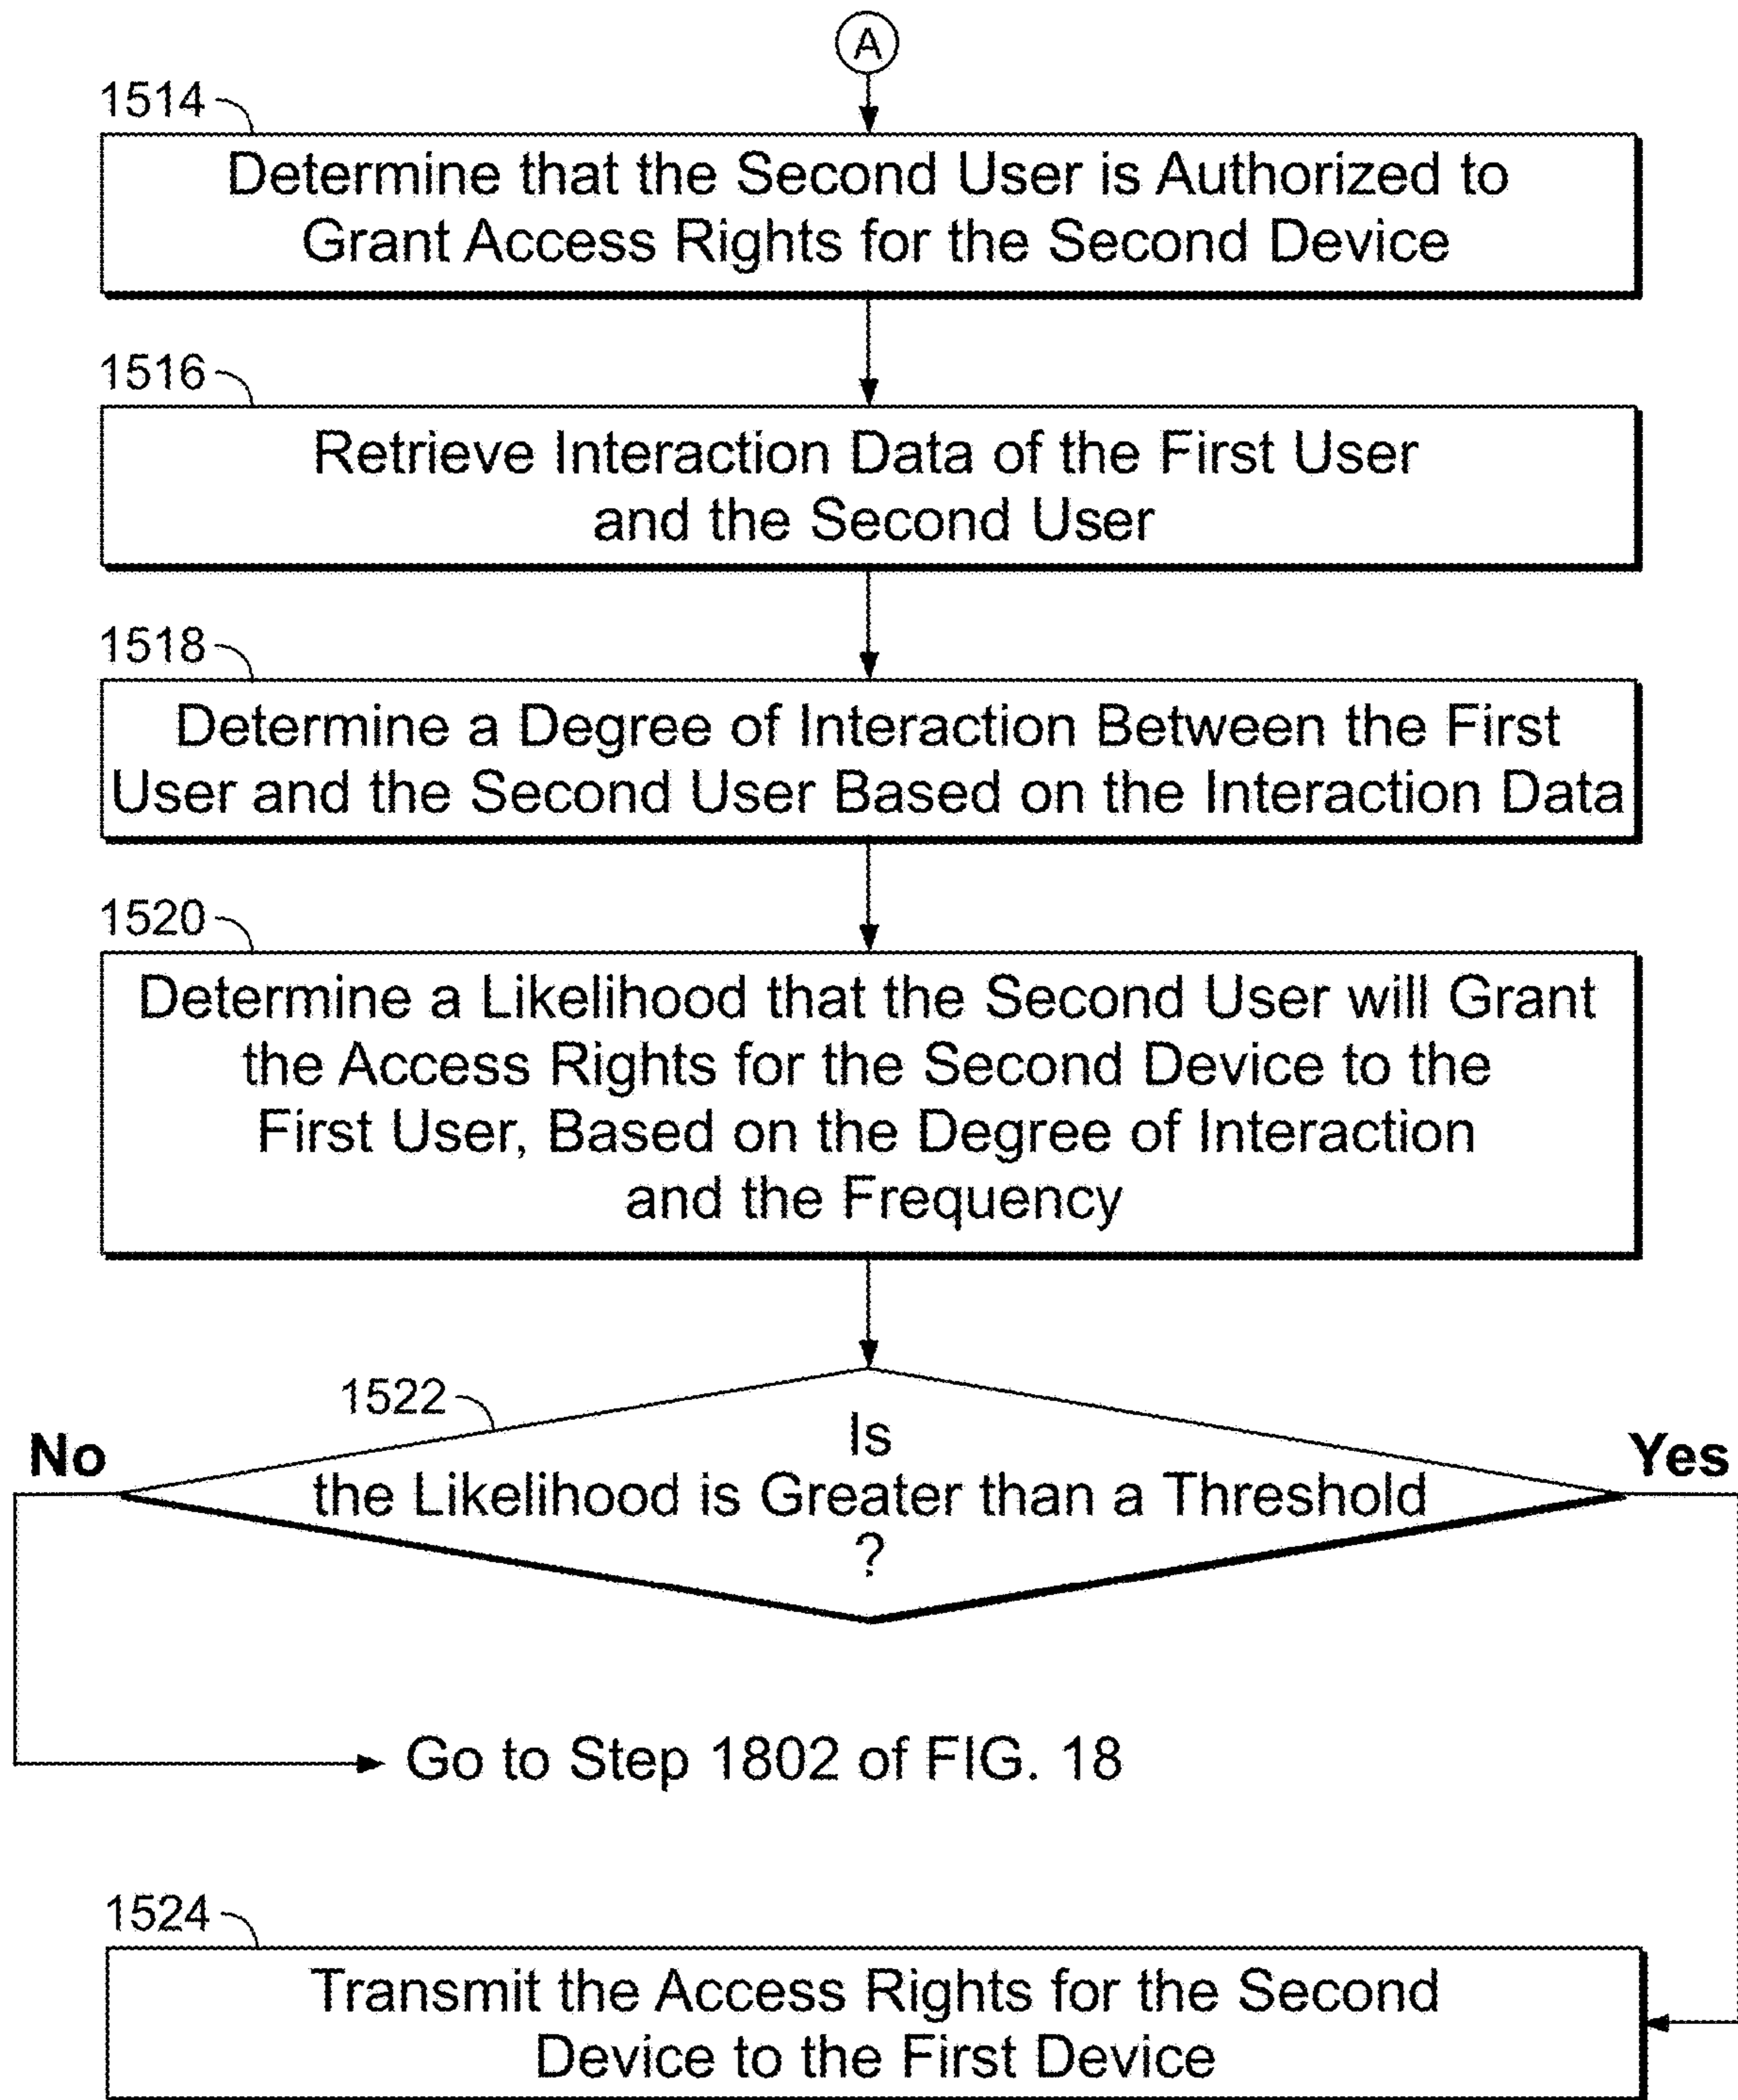 A
1514
Determine that the Second User is Authorized to
Grant Access Rights for the Second Device
1516
Retrieve Interaction Data of the First User
and the Second User
1518
Determine a Degree of Interaction Between the First
User and the Second User Based on the Interaction Data
1520
Determine a Likelihood that the Second User will Grant
the Access Rights for the Second Device to the
First User, Based on the Degree of Interaction
and the Frequency
1522
No
Is
the Likelihood is Greater than a Threshold
?
Yes
Go to Step 1802 of FIG. 18
1524
Transmit the Access Rights for the Second
Device to the First Device